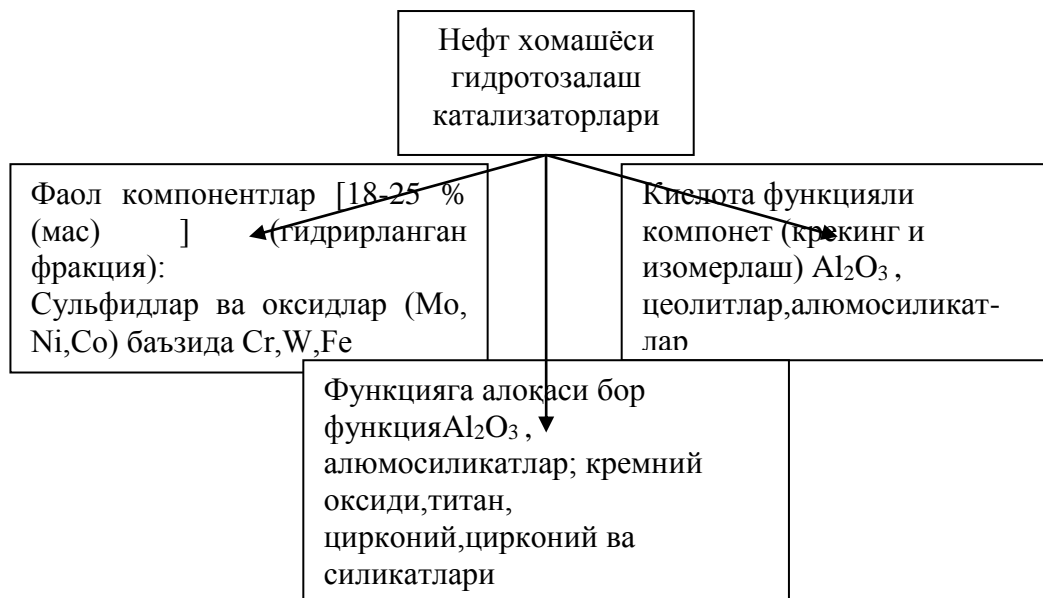 Нефт хомашёси
гидротозалаш
катализаторлари
Фаол компонентлар [18-25 %
(мас) ] (гидрирланган
фракция):
Сульфидлар ва оксидлар (Mo,
Ni,Co) баъзида Cr,W,Fe
Кислота функцияли
компонет (крекинг и
изомерлаш) Al₂O₃ ,
цеолитлар,алюмосиликат-
лар
Функцияга алоқаси бор
функцияAl₂O₃ ,
алюмосиликатлар; кремний
оксиди,титан,
цирконий,цирконий ва
силикатлари